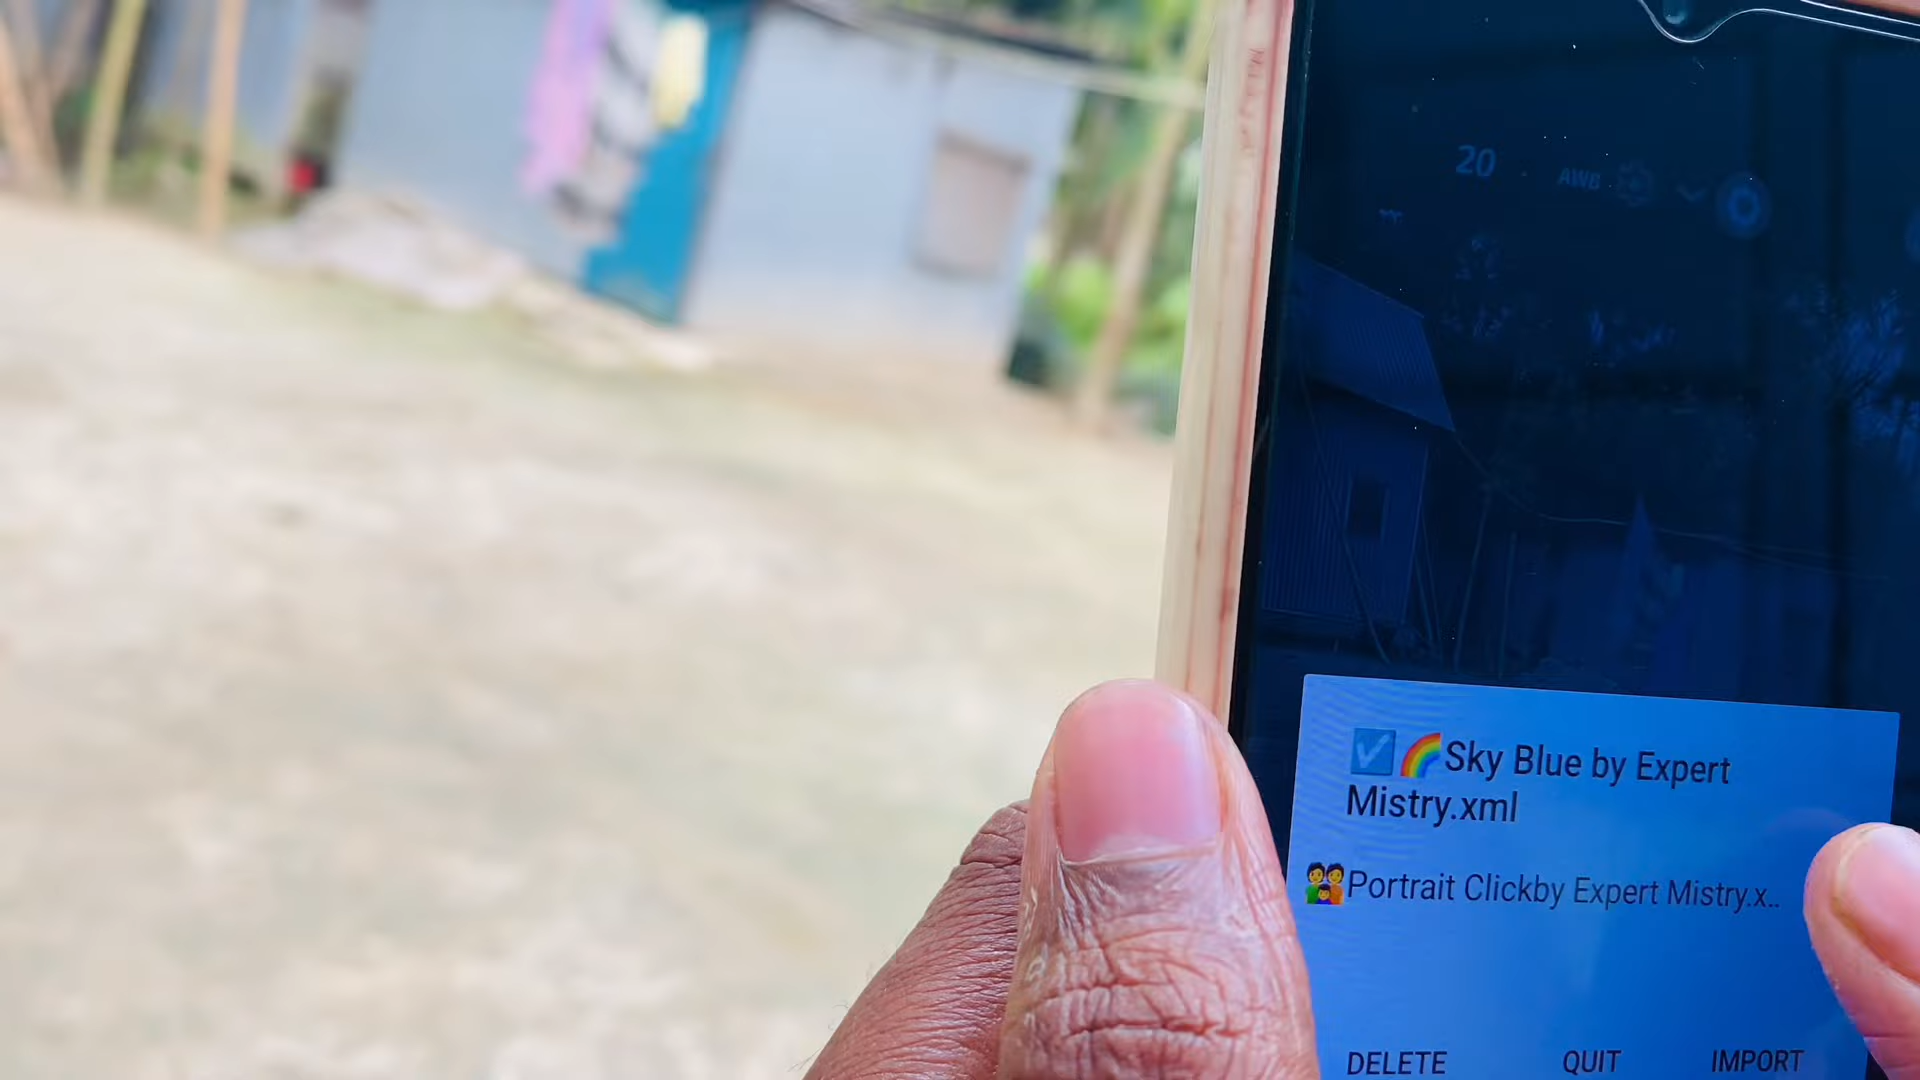 20
AWB
☑🌈Sky Blue by Expert
Mistry.xml
👨‍👩‍👦Portrait Clickby Expert Mistry.x..
DELETE QUIT IMPORT